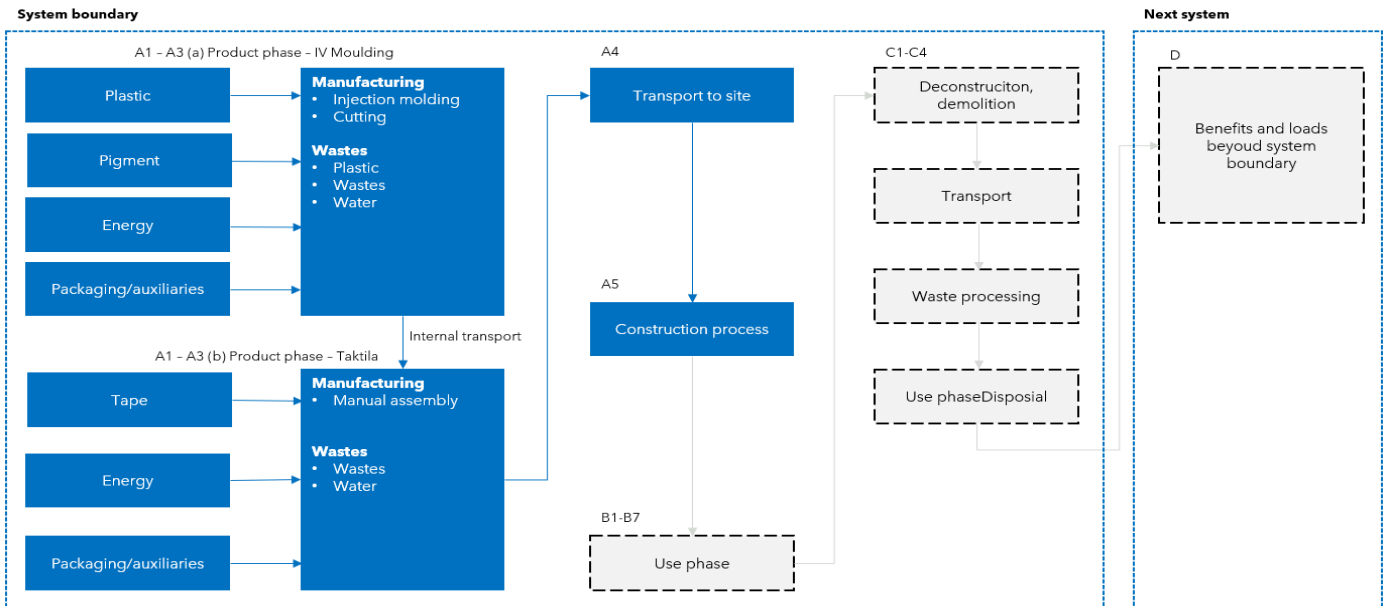 System boundary
Next system
A1 – A3 (a) Product phase – IV Moulding
Plastic
Pigment
Energy
Packaging/auxiliaries
Manufacturing
• Injection molding
• Cutting
Wastes
• Plastic
• Wastes
• Water
Internal transport
A1 – A3 (b) Product phase – Taktila
Tape
Energy
Packaging/auxiliaries
Manufacturing
• Manual assembly
Wastes
• Wastes
• Water
A4
Transport to site
A5
Construction process
B1-B7
Use phase
C1-C4
Deconstruciton,
demolition
Transport
Waste processing
Use phaseDisposial
D
Benefits and loads
beyoud system
boundary